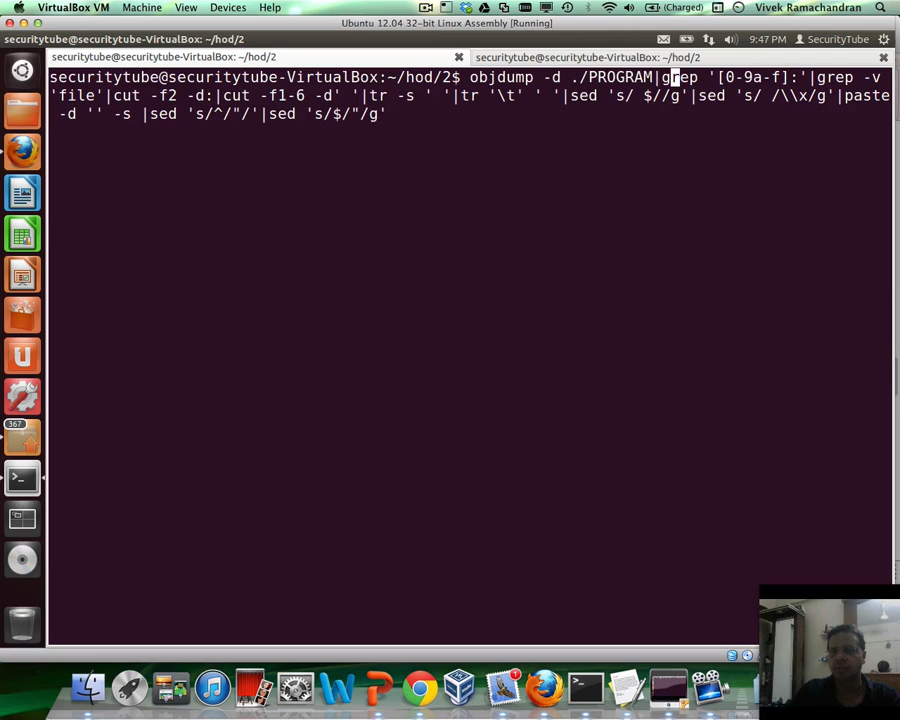 VirtualBox VM Machine View Devices Help (Charged) Vivek Ramachandran
Ubuntu 12.04 32-bit Linux Assembly [Running]
securitytube@securitytube-VirtualBox: ~/hod/2 9:47 PM SecurityTube
securitytube@securitytube-VirtualBox: ~/hod/2 securitytube@securitytube-VirtualBox: ~/hod/2
securitytube@securitytube-VirtualBox:~/hod/2$ objdump -d ./PROGRAM|grep '[0-9a-f]:'|grep -v
'file'|cut -f2 -d:|cut -f1-6 -d' '|tr -s ' '|tr '\t' ' '|sed 's/ $//g'|sed 's/ /\\x/g'|paste
-d '' -s |sed 's/^/"/'|sed 's/$/"/g'
367